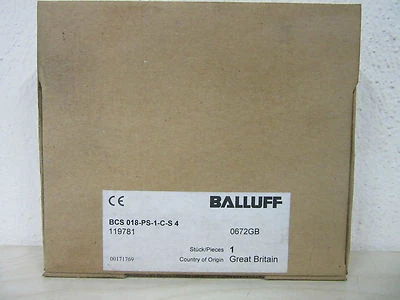 CE BALLUFF
BCS 018-PS-1-C-S 4
119781 0672GB
Stück/Pieces 1
00171769 Country of Origin Great Britain